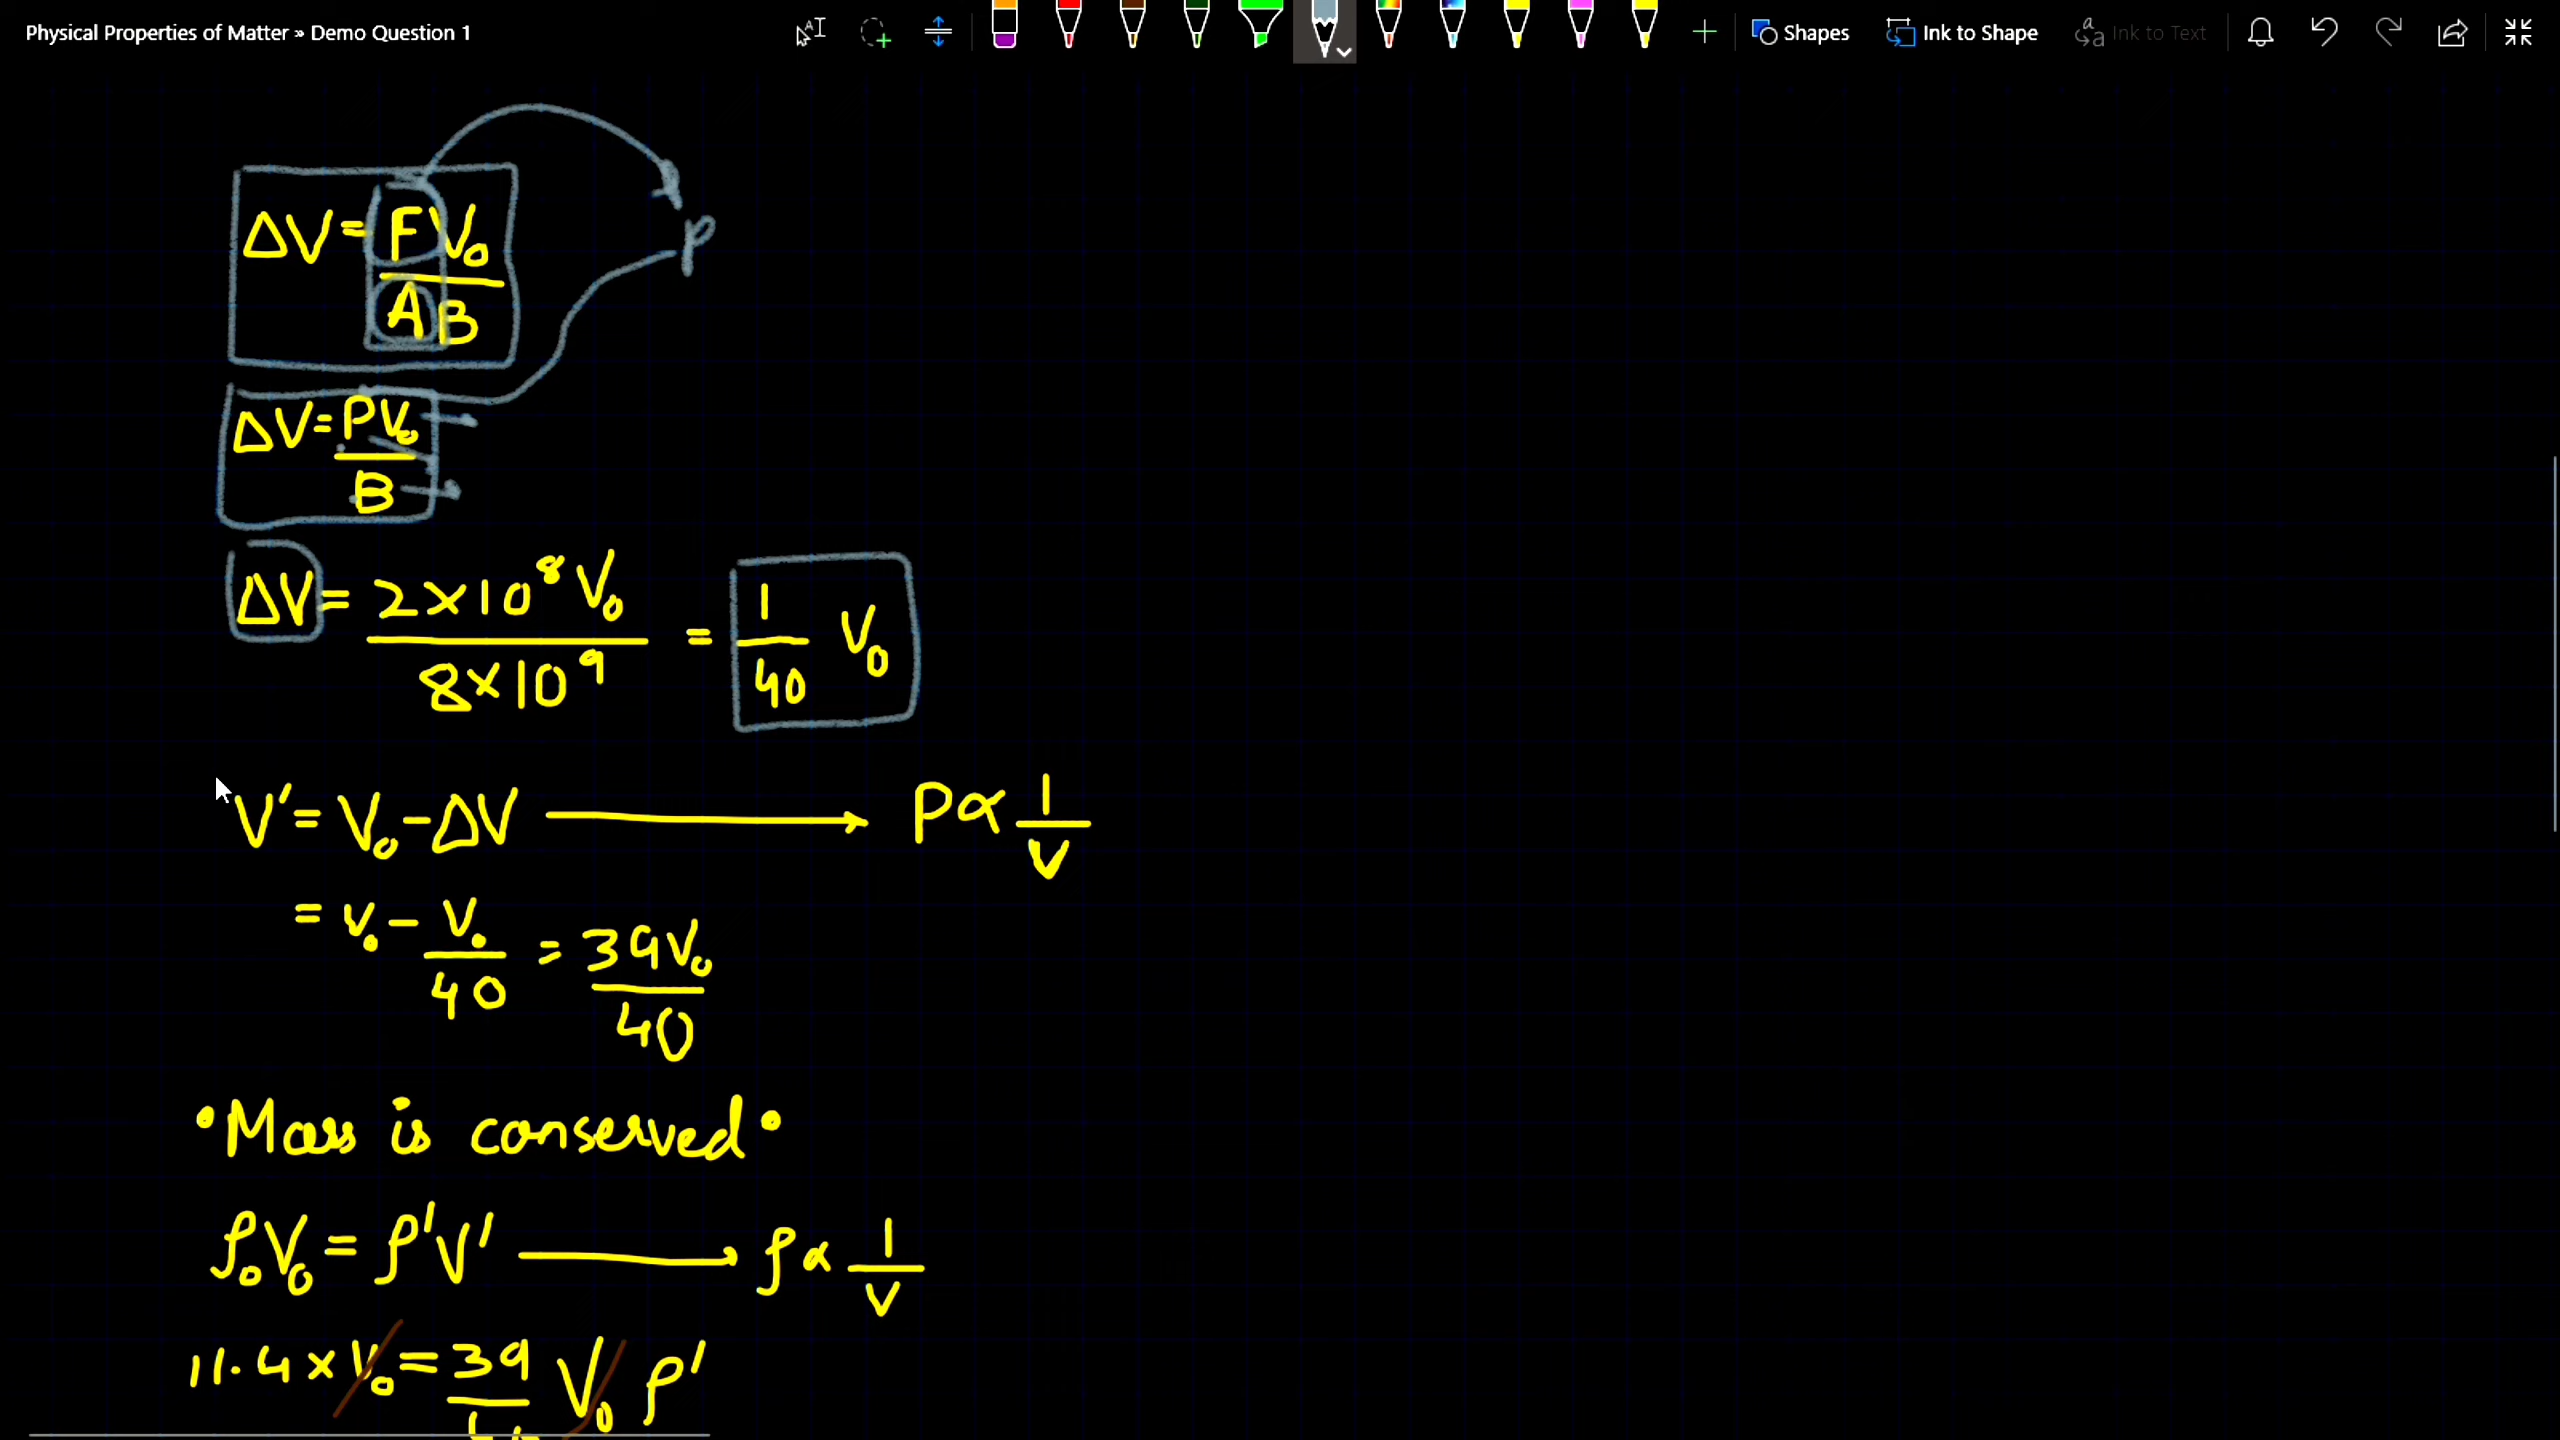 Physical Properties of Matter » Demo Question 1
Shapes
Ink to Shape
Ink to Text
ΔV = FV₀ / AB
P
ΔV = PV₀ / B
ΔV = 2×10⁸ V₀ / 8×10⁹ = 1/40 V₀
V' = V₀ - ΔV → P ∝ 1/V
= V₀ - V₀/40 = 39V₀/40
• Mass is conserved •
ρ₀V₀ = ρ'V' → ρ ∝ 1/V
11.4 × V₀ = 39 V₀ ρ'